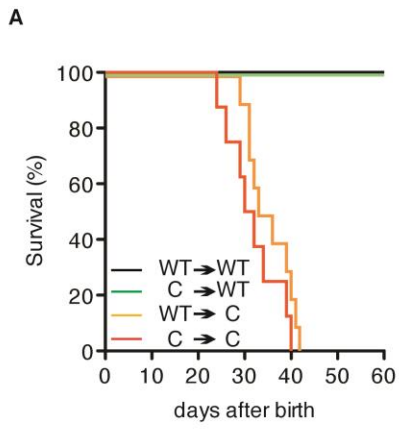 A
Survival (%)
100
80
60
40
20
0
WT → WT
C → WT
WT → C
C → C
0 10 20 30 40 50 60
days after birth